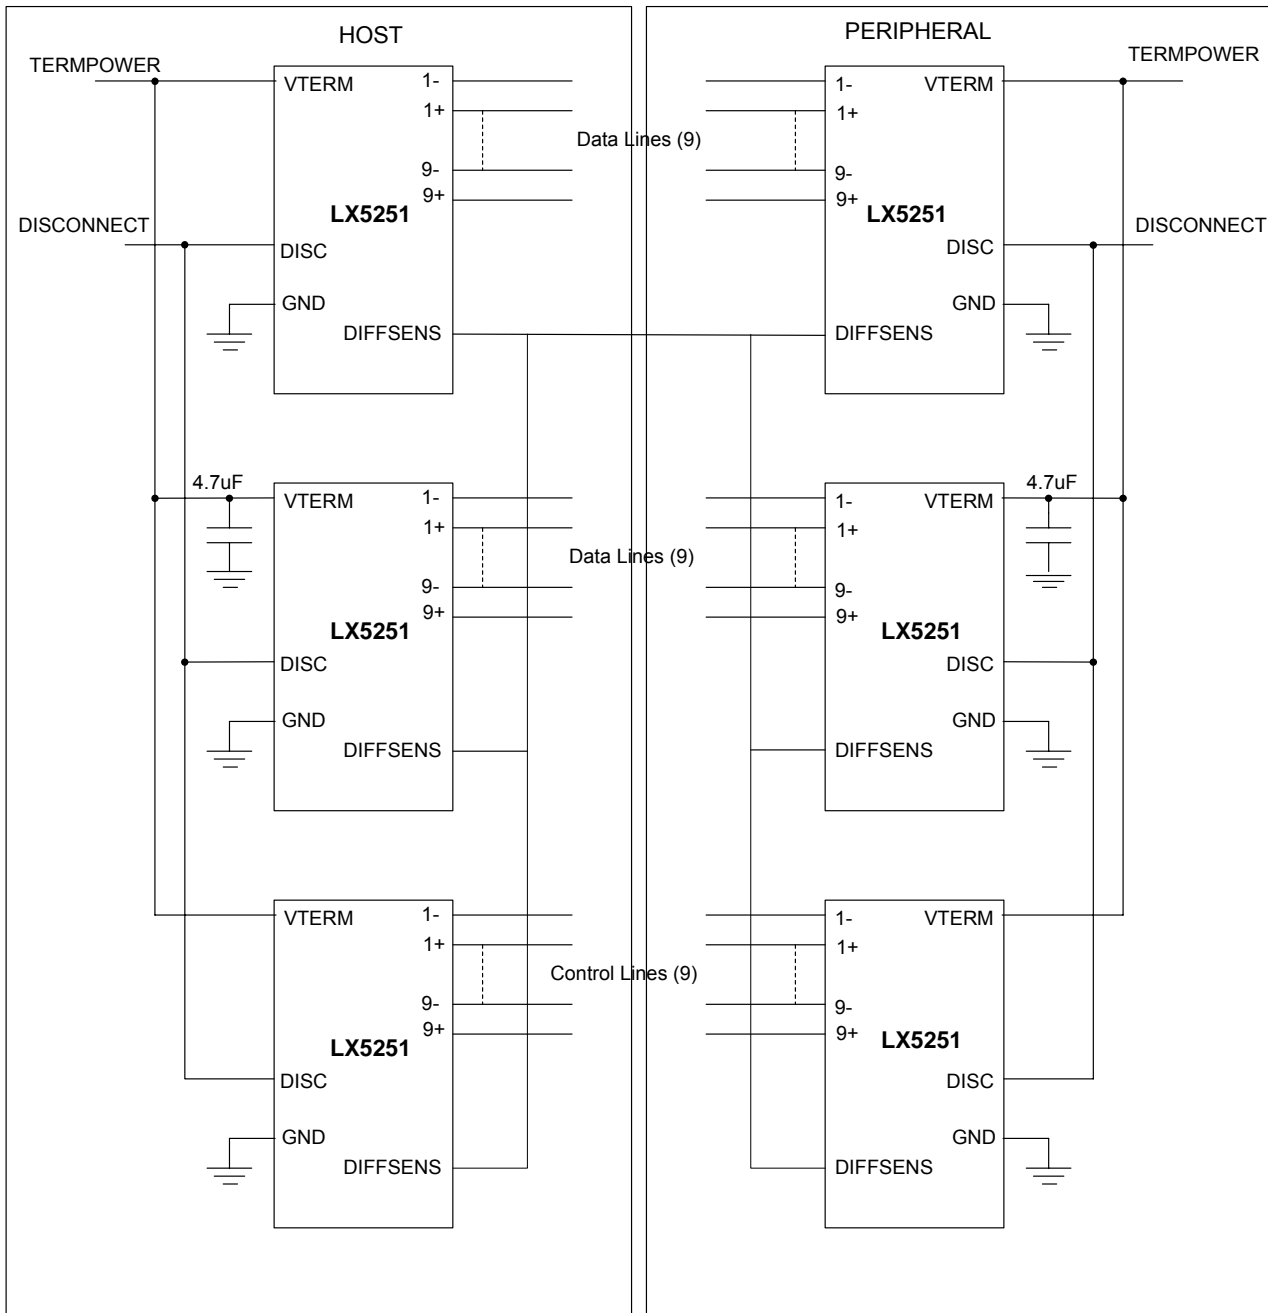 HOST
PERIPHERAL
TERMPOWER
VTERM
1-
1+
Data Lines (9)
9-
9+
LX5251
DISCONNECT
DISC
GND
DIFFSENS
1-
VTERM
TERMPOWER
1+
9-
9+
LX5251
DISCONNECT
DISC
GND
DIFFSENS
4.7uF
VTERM
1-
1+
Data Lines (9)
9-
9+
LX5251
DISC
GND
DIFFSENS
1-
VTERM
4.7uF
1+
9-
9+
LX5251
DISC
GND
DIFFSENS
VTERM
1-
1+
Control Lines (9)
9-
9+
LX5251
DISC
GND
DIFFSENS
1-
VTERM
1+
9-
9+
LX5251
DISC
GND
DIFFSENS